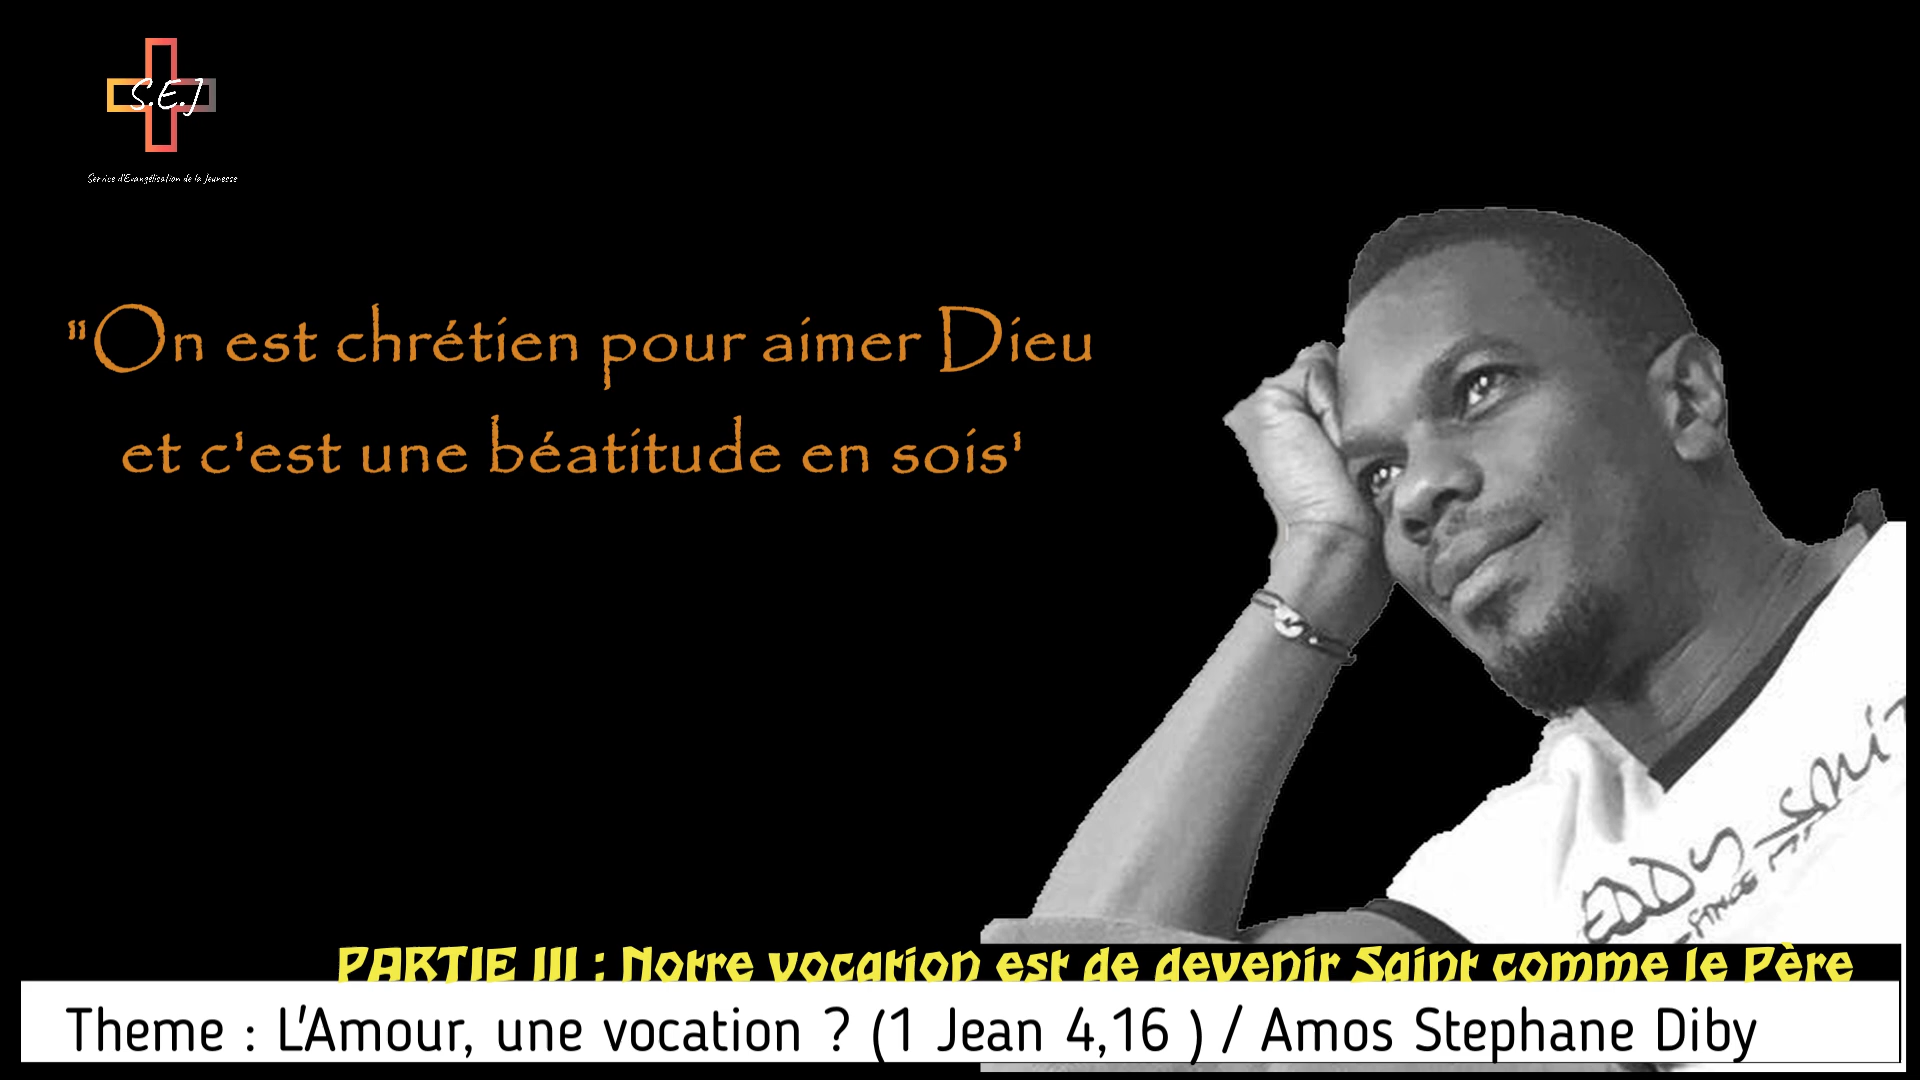 S.E.J
Service d'Evangélisation de la Jeunesse
"On est chrétien pour aimer Dieu
et c'est une béatitude en sois'
EDDY SMIT
PARTIE III : Notre vocation est de devenir Saint comme le Père
Theme : L'Amour, une vocation ? (1 Jean 4,16 ) / Amos Stephane Diby